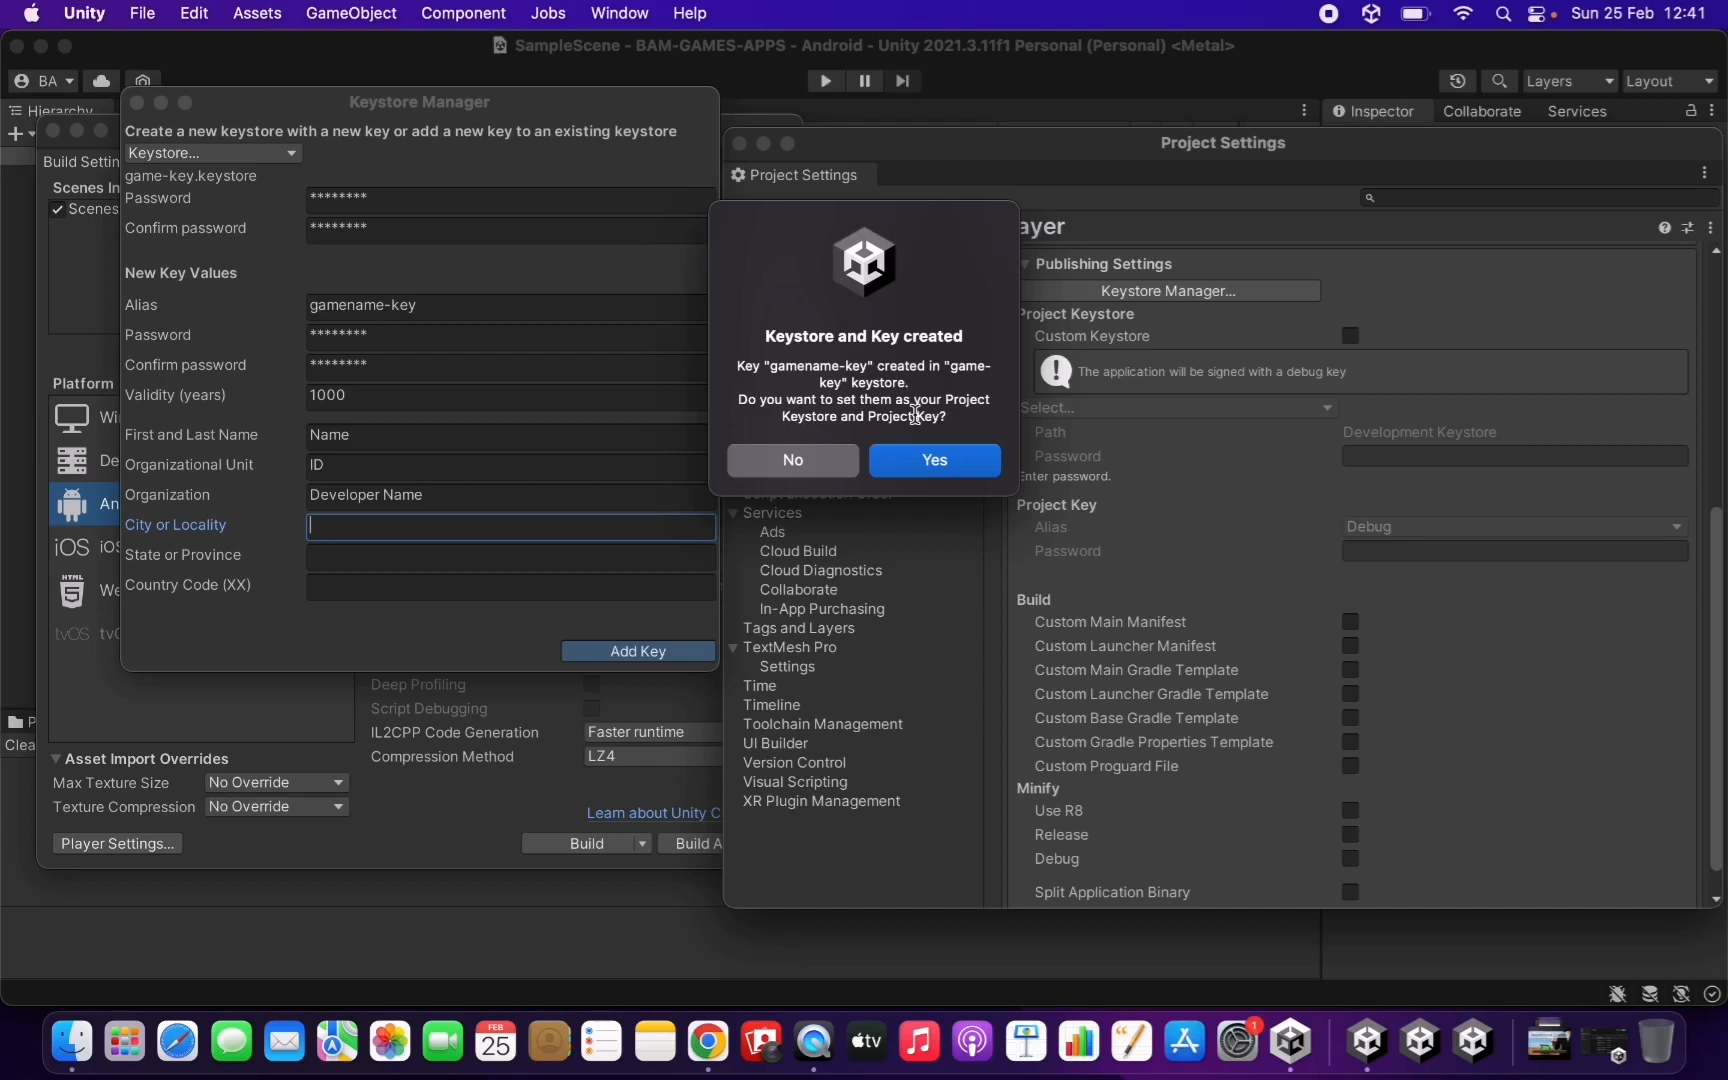 Unity File Edit Assets GameObject Component Jobs Window Help Sun 25 Feb 12:41
SampleScene - BAM-GAMES-APPS - Android - Unity 2021.3.11f1 Personal (Personal) <Metal>
BA Layers Layout
Hierarchy Inspector Collaborate Services
Keystore Manager
Create a new keystore with a new key or add a new key to an existing keystore
Keystore...
game-key.keystore
Password ********
Confirm password ********
New Key Values
Alias gamename-key
Password ********
Confirm password ********
Validity (years) 1000
First and Last Name Name
Organizational Unit ID
Organization Developer Name
City or Locality
State or Province
Country Code (XX)
Add Key
Build Settin
Scenes In
Scenes
Platform
Wi
De
An
iOS iOS
HTML We
tvOS tvO
Deep Profiling
Script Debugging
IL2CPP Code Generation Faster runtime
Compression Method LZ4
Asset Import Overrides
Max Texture Size No Override
Texture Compression No Override
Learn about Unity C
Player Settings... Build Build A
P
Clea
Project Settings
Project Settings
ayer
Keystore and Key created
Key "gamename-key" created in "game-
key" keystore.
Do you want to set them as your Project
Keystore and Project Key?
No Yes
Services
Ads
Cloud Build
Cloud Diagnostics
Collaborate
In-App Purchasing
Tags and Layers
TextMesh Pro
Settings
Time
Timeline
Toolchain Management
UI Builder
Version Control
Visual Scripting
XR Plugin Management
Publishing Settings
Keystore Manager...
Project Keystore
Custom Keystore
The application will be signed with a debug key
Select...
Path Development Keystore
Password
Enter password.
Project Key
Alias Debug
Password
Build
Custom Main Manifest
Custom Launcher Manifest
Custom Main Gradle Template
Custom Launcher Gradle Template
Custom Base Gradle Template
Custom Gradle Properties Template
Custom Proguard File
Minify
Use R8
Release
Debug
Split Application Binary
FEB
25
tv
1